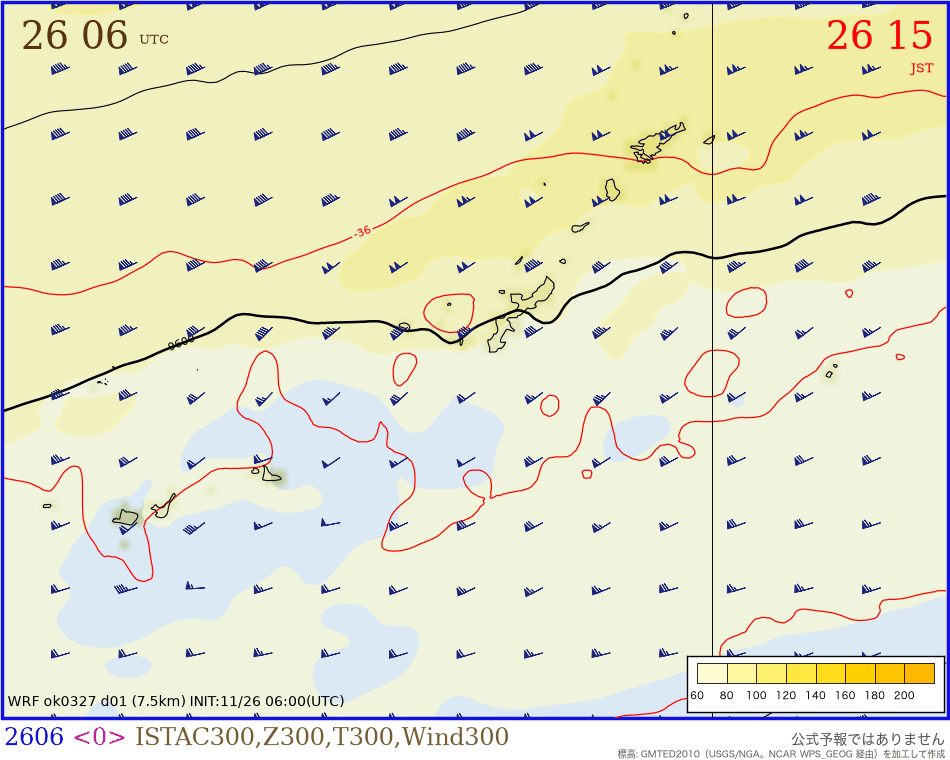 26 06 UTC
26 15
JST
-36
9600
WRF ok0327 d01 (7.5km) INIT:11/26 06:00(UTC)
60 80 100 120 140 160 180 200
2606 <0> ISTAC300,Z300,T300,Wind300
公式予報ではありません
標高: GMTED2010（USGS/NGA。NCAR WPS_GEOG 経由）を加工して作成